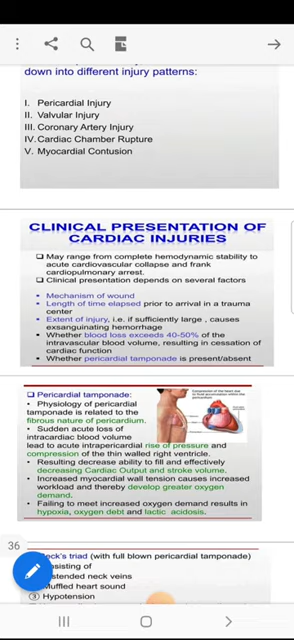 down into different injury patterns:
I. Pericardial Injury
II. Valvular Injury
III. Coronary Artery Injury
IV. Cardiac Chamber Rupture
V. Myocardial Contusion
CLINICAL PRESENTATION OF
CARDIAC INJURIES
May range from complete hemodynamic stability to
acute cardiovascular collapse and frank
cardiopulmonary arrest.
Clinical presentation depends on several factors
• Mechanism of wound
• Length of time elapsed prior to arrival in a trauma
center
• Extent of injury, i.e if sufficiently large , causes
exsanguinating hemorrhage
• Whether blood loss exceeds 40-50% of the
intravascular blood volume, resulting in cessation of
cardiac function
• Whether pericardial tamponade is present/absent
Pericardial tamponade:
• Physiology of pericardial
tamponade is related to the
fibrous nature of pericardium.
• Sudden acute loss of
intracardiac blood volume
lead to acute intrapericardial rise of pressure and
compression of the thin walled right ventricle.
• Resulting decrease ability to fill and effectively
decreasing Cardiac Output and stroke volume.
• Increased myocardial wall tension causes increased
workload and thereby develop greater oxygen
demand.
• Failing to meet increased oxygen demand results in
hypoxia, oxygen debt and lactic acidosis.
36
eck's triad (with full blown pericardial tamponade)
nsisting of
stended neck veins
Muffled heart sound
③ Hypotension